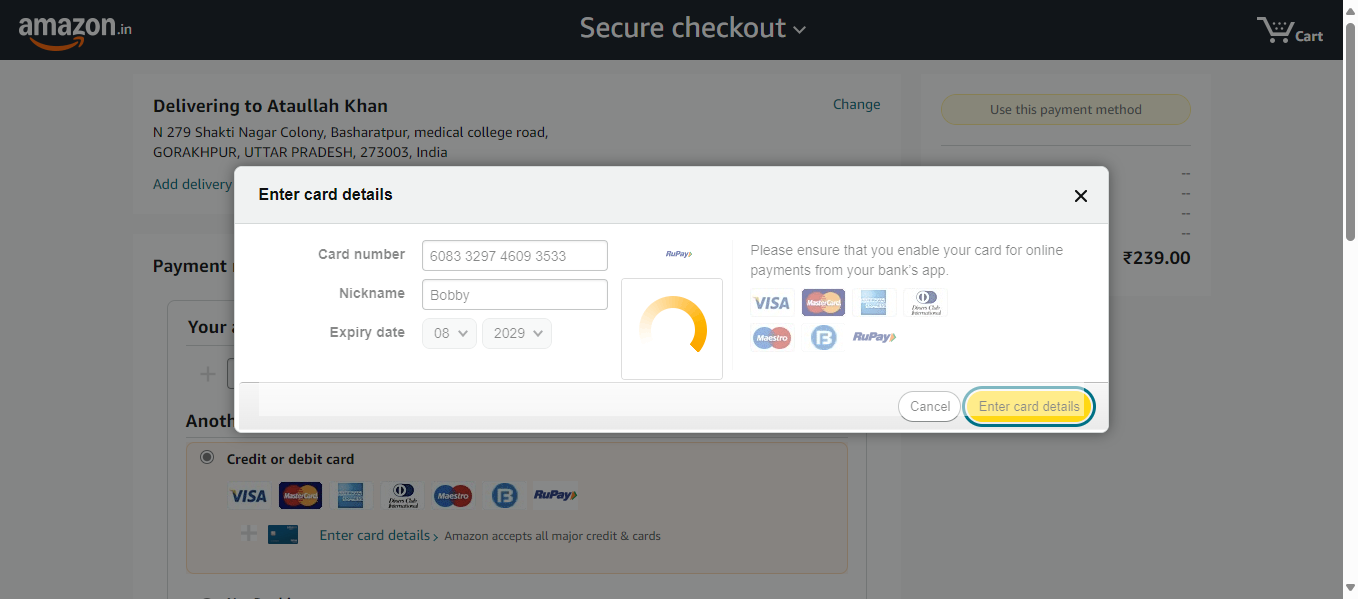 amazon.in
Secure checkout
Cart
Delivering to Ataullah Khan
Change
N 279 Shakti Nagar Colony, Basharatpur, medical college road,
GORAKHPUR, UTTAR PRADESH, 273003, India
Add delivery
Use this payment method
--
--
--
--
₹239.00
Payment
Your a
Enter card details
Card number
6083 3297 4609 3533
RuPay
Nickname
Bobby
Expiry date
08
2029
Please ensure that you enable your card for online
payments from your bank's app.
VISA
MasterCard
AMERICAN EXPRESS
Diners Club International
Maestro
B
RuPay
Cancel
Enter card details
Anoth
Credit or debit card
VISA
MasterCard
AMERICAN EXPRESS
Diners Club International
Maestro
B
RuPay
Enter card details
Amazon accepts all major credit & cards